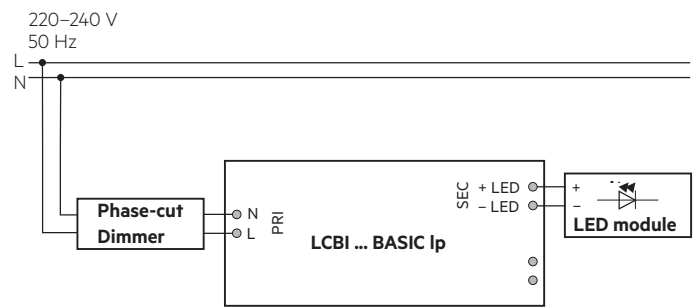 220–240 V
50 Hz
L
N
Phase-cut
Dimmer
N
L
PRI
LCBI ... BASIC lp
SEC
+ LED
– LED
+
–
LED module